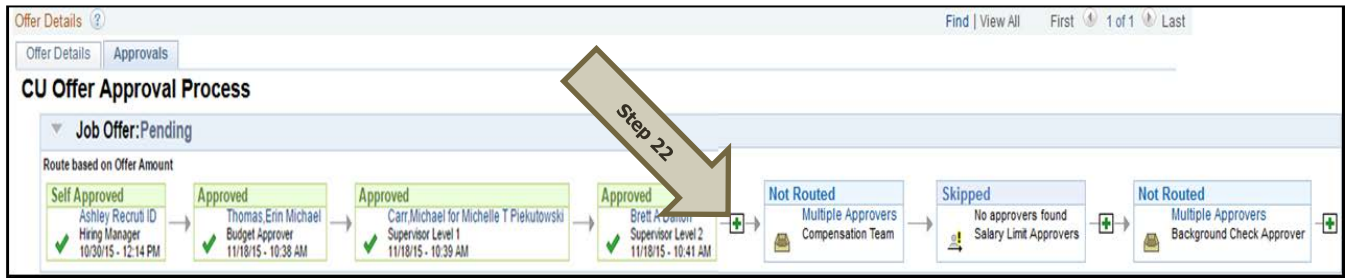 Offer Details ? Find | View All First 1 of 1 Last
Offer Details Approvals
CU Offer Approval Process
Step 22
Job Offer:Pending
Route based on Offer Amount
Self Approved
Ashley Recruti ID
Hiring Manager
10/30/15 - 12:14 PM
Approved
Thomas,Erin Michael
Budget Approver
11/18/15 - 10:38 AM
Approved
Carr,Michael for Michelle T Piekutowski
Supervisor Level 1
11/18/15 - 10:39 AM
Approved
Brett A Dalton
Supervisor Level 2
11/18/15 - 10:41 AM
Not Routed
Multiple Approvers
Compensation Team
Skipped
No approvers found
Salary Limit Approvers
Not Routed
Multiple Approvers
Background Check Approver